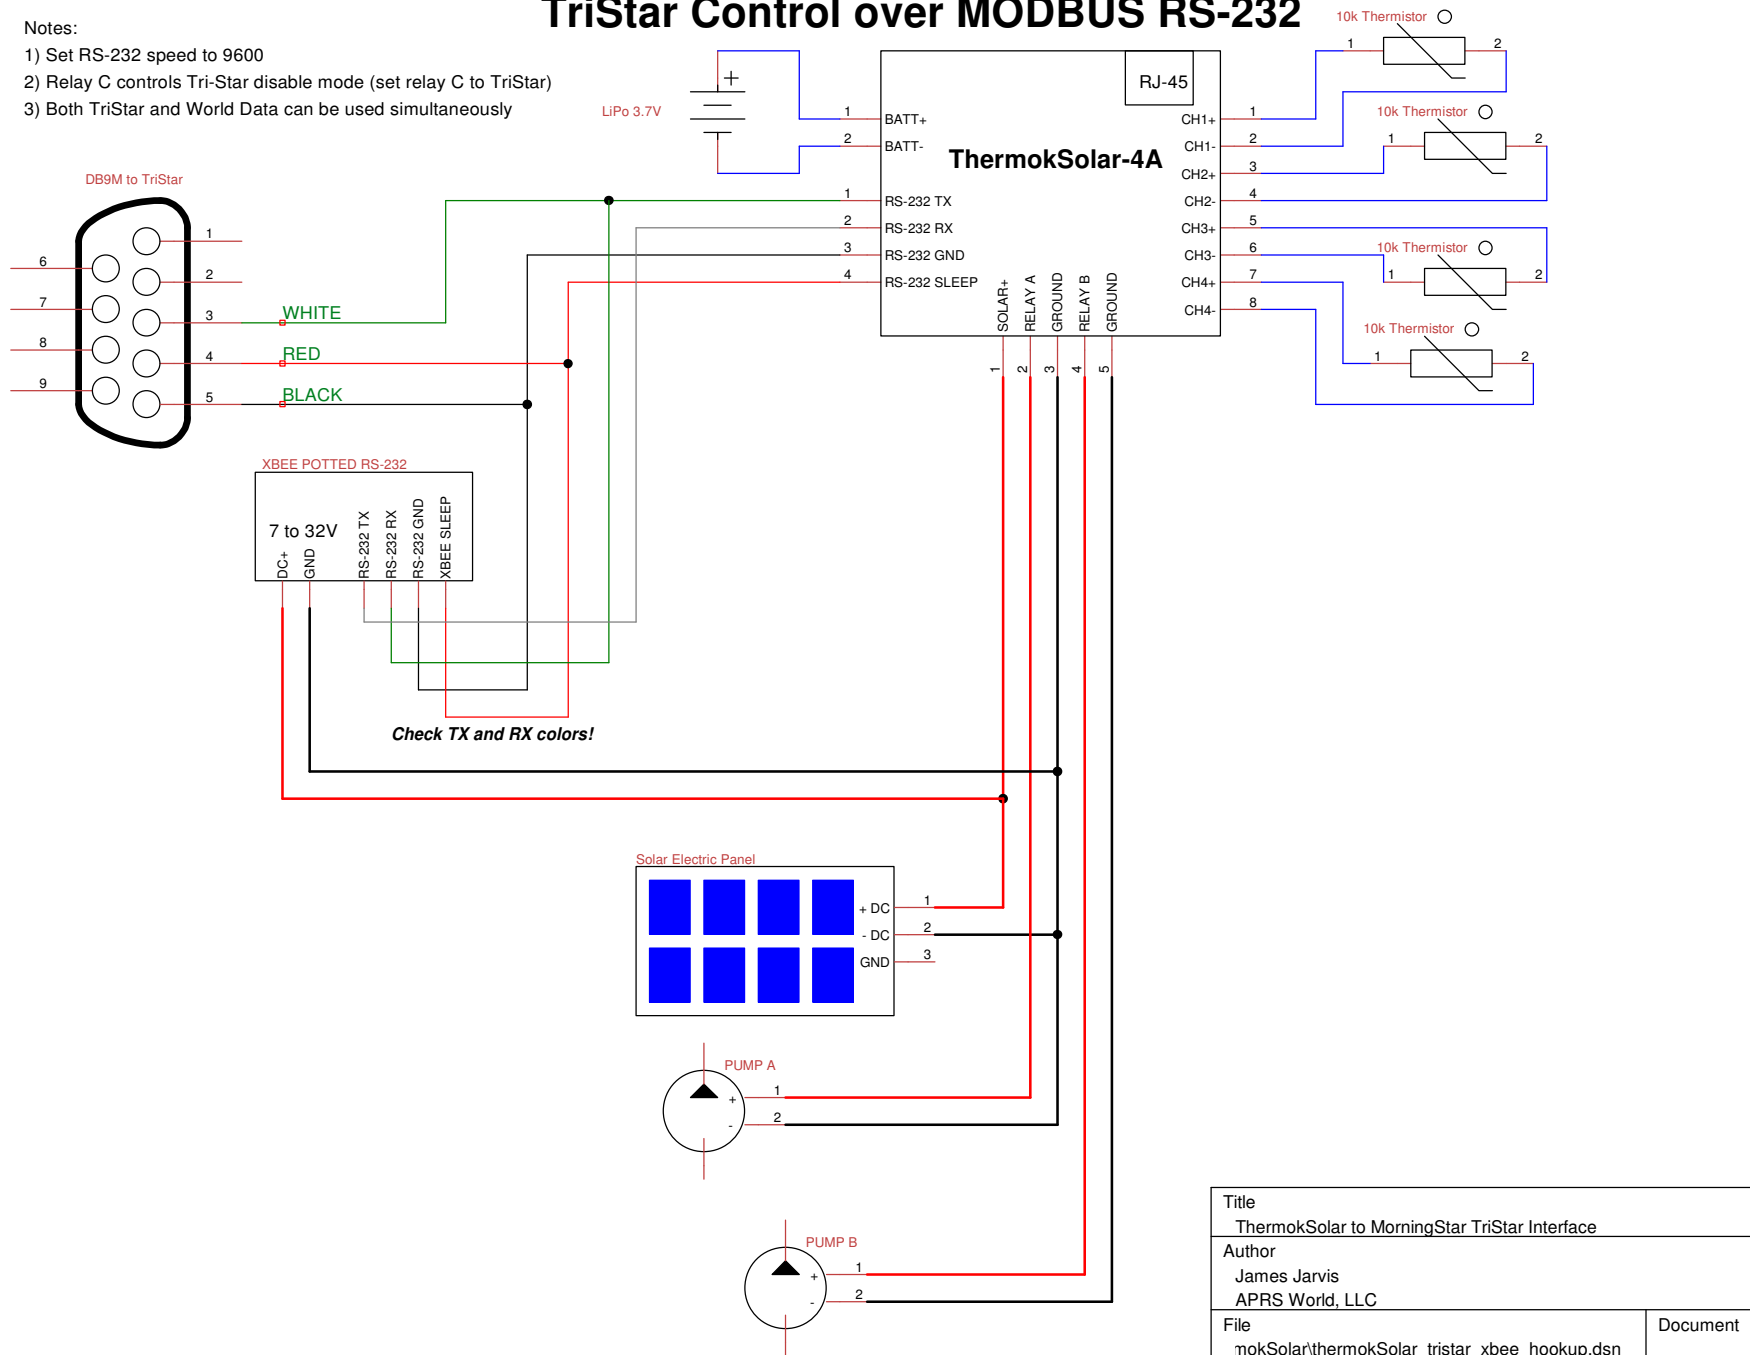 TriStar Control over MODBUS RS-232
Notes:
1) Set RS-232 speed to 9600
2) Relay C controls Tri-Star disable mode (set relay C to TriStar)
3) Both TriStar and World Data can be used simultaneously
LiPo 3.7V
+
1
2
BATT+
BATT-
RJ-45
ThermokSolar-4A
1
2
3
4
RS-232 TX
RS-232 RX
RS-232 GND
RS-232 SLEEP
CH1+
CH1-
CH2+
CH2-
CH3+
CH3-
CH4+
CH4-
1
2
3
4
5
6
7
8
10k Thermistor
1
2
10k Thermistor
1
2
10k Thermistor
1
2
10k Thermistor
1
2
SOLAR+
RELAY A
GROUND
RELAY B
GROUND
1
2
3
4
5
DB9M to TriStar
1
6
2
7
3
8
4
9
5
WHITE
RED
BLACK
XBEE POTTED RS-232
7 to 32V
DC+
GND
RS-232 TX
RS-232 RX
RS-232 GND
XBEE SLEEP
Check TX and RX colors!
Solar Electric Panel
+ DC
- DC
GND
1
2
3
PUMP A
+
-
1
2
PUMP B
+
-
1
2
Title
ThermokSolar to MorningStar TriStar Interface
Author
James Jarvis
APRS World, LLC
File
mokSolar\thermokSolar_tristar_xbee_hookup.dsn
Document